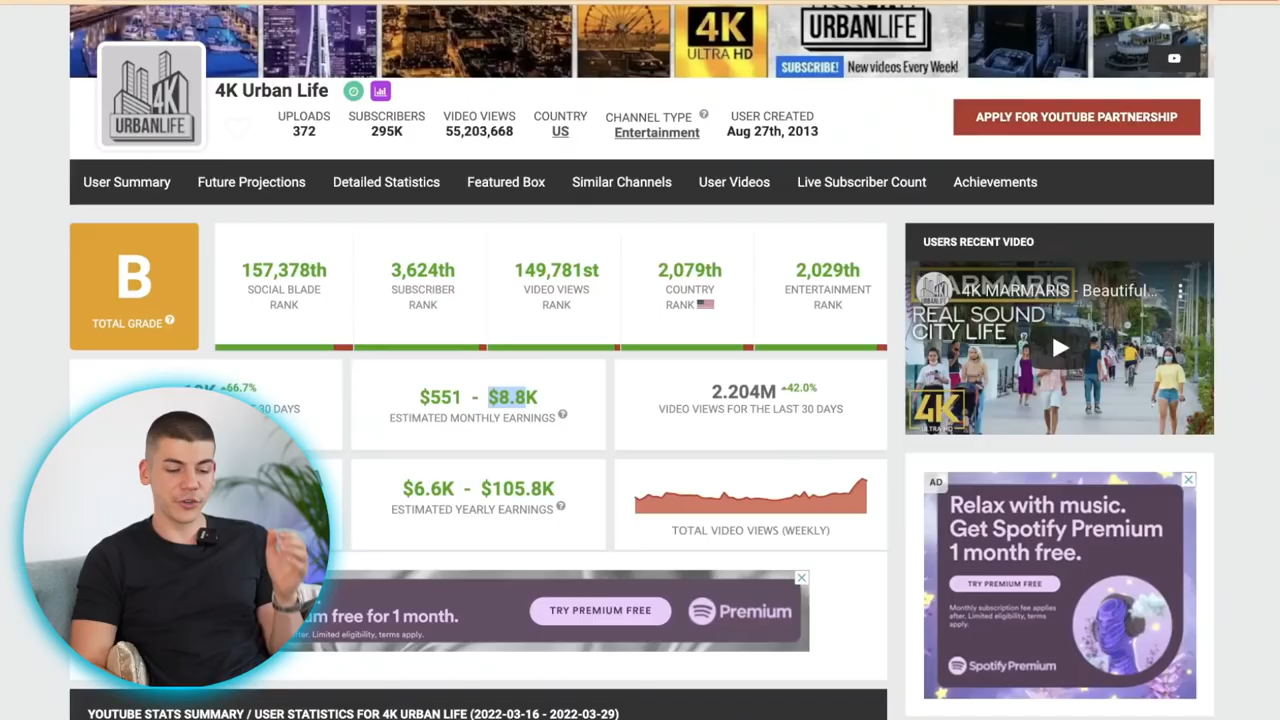 4K
ULTRA HD
URBANLIFE
SUBSCRIBE! New videos Every Week!
4K
URBANLIFE
4K Urban Life
UPLOADS
372
SUBSCRIBERS
295K
VIDEO VIEWS
55,203,668
COUNTRY
US
CHANNEL TYPE ?
Entertainment
USER CREATED
Aug 27th, 2013
APPLY FOR YOUTUBE PARTNERSHIP
User Summary Future Projections Detailed Statistics Featured Box Similar Channels User Videos Live Subscriber Count Achievements
B
TOTAL GRADE ?
157,378th
SOCIAL BLADE
RANK
3,624th
SUBSCRIBER
RANK
149,781st
VIDEO VIEWS
RANK
2,079th
COUNTRY
RANK
2,029th
ENTERTAINMENT
RANK
USERS RECENT VIDEO
MARMARIS
4K MARMARIS - Beautiful...
REAL SOUND
CITY LIFE
4K
ULTRA HD
66.7%
30 DAYS
$551 - $8.8K
ESTIMATED MONTHLY EARNINGS ?
2.204M 42.0%
VIDEO VIEWS FOR THE LAST 30 DAYS
$6.6K - $105.8K
ESTIMATED YEARLY EARNINGS ?
TOTAL VIDEO VIEWS (WEEKLY)
free for 1 month.
Limited eligibility, terms apply.
TRY PREMIUM FREE
Premium
AD
Relax with music.
Get Spotify Premium
1 month free.
TRY PREMIUM FREE
Monthly subscription fee applies
after. Limited eligibility, terms
apply.
Spotify Premium
YOUTUBE STATS SUMMARY / USER STATISTICS FOR 4K URBAN LIFE (2022-03-16 - 2022-03-29)